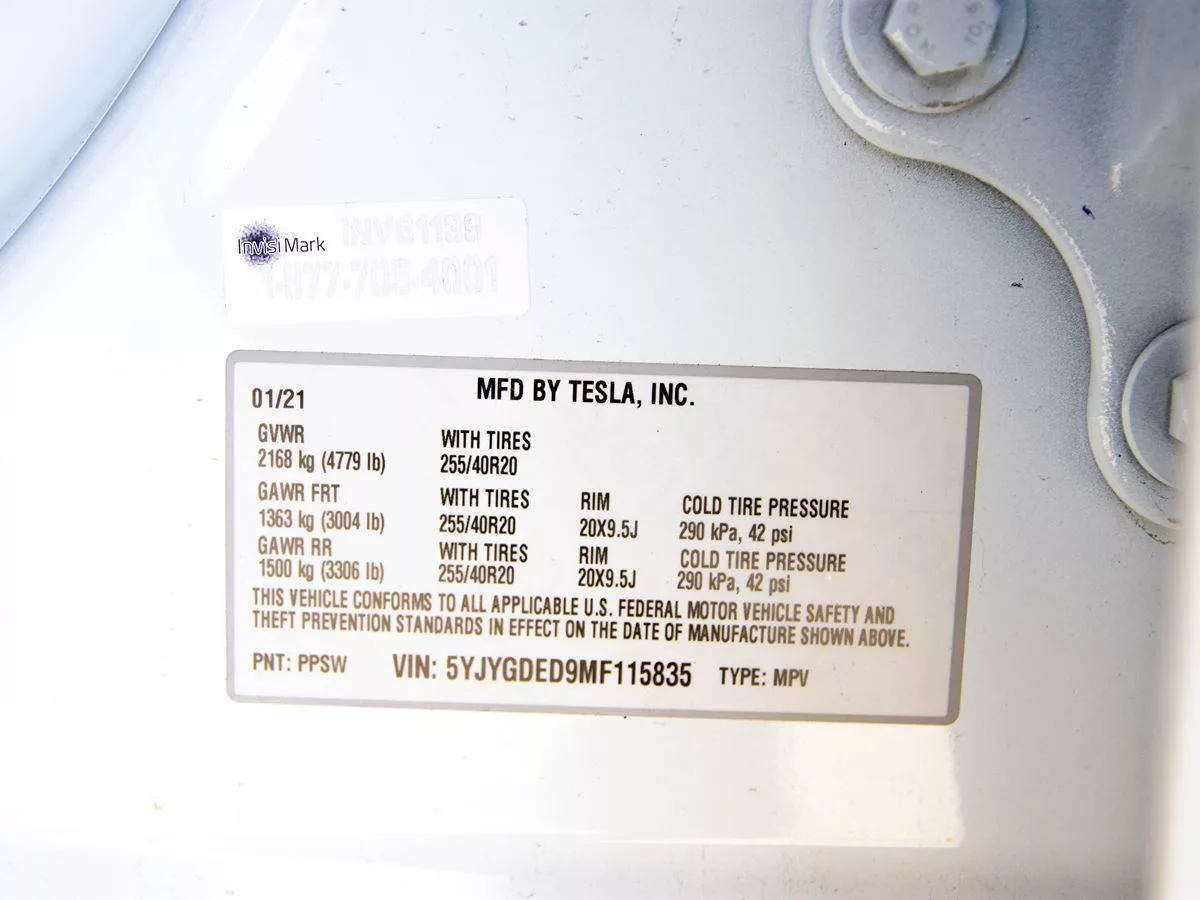 InvisiMark INV61139
1-877-705-4001
01/21 MFD BY TESLA, INC.
GVWR WITH TIRES
2168 kg (4779 lb) 255/40R20
GAWR FRT WITH TIRES RIM COLD TIRE PRESSURE
1363 kg (3004 lb) 255/40R20 20X9.5J 290 kPa, 42 psi
GAWR RR WITH TIRES RIM COLD TIRE PRESSURE
1500 kg (3306 lb) 255/40R20 20X9.5J 290 kPa, 42 psi
THIS VEHICLE CONFORMS TO ALL APPLICABLE U.S. FEDERAL MOTOR VEHICLE SAFETY AND
THEFT PREVENTION STANDARDS IN EFFECT ON THE DATE OF MANUFACTURE SHOWN ABOVE.
PNT: PPSW VIN: 5YJYGDED9MF115835 TYPE: MPV